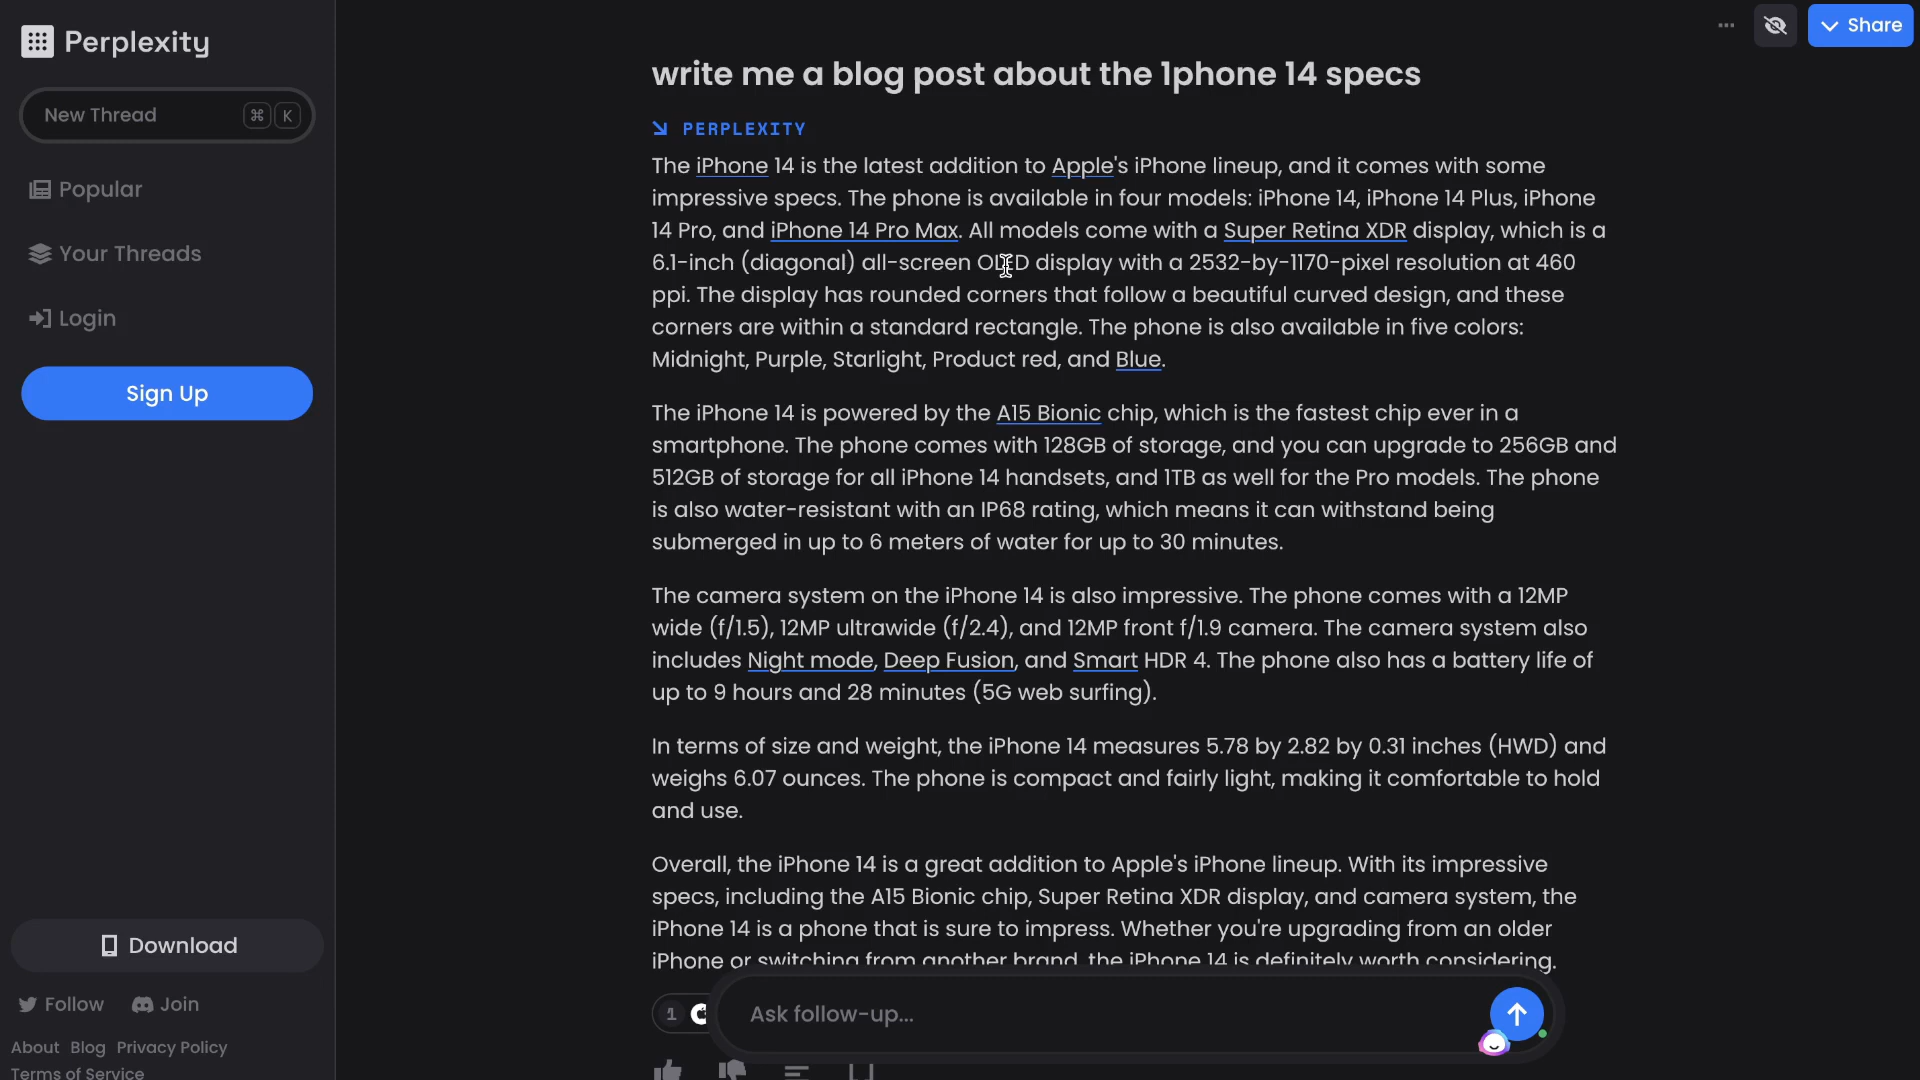 Perplexity
New Thread
⌘ K
Popular
Your Threads
Login
Sign Up
Download
Follow Join
About Blog Privacy Policy
Terms of Service
Share
write me a blog post about the 1phone 14 specs
PERPLEXITY
The iPhone 14 is the latest addition to Apple's iPhone lineup, and it comes with some
impressive specs. The phone is available in four models: iPhone 14, iPhone 14 Plus, iPhone
14 Pro, and iPhone 14 Pro Max. All models come with a Super Retina XDR display, which is a
6.1-inch (diagonal) all-screen OLED display with a 2532-by-1170-pixel resolution at 460
ppi. The display has rounded corners that follow a beautiful curved design, and these
corners are within a standard rectangle. The phone is also available in five colors:
Midnight, Purple, Starlight, Product red, and Blue.
The iPhone 14 is powered by the A15 Bionic chip, which is the fastest chip ever in a
smartphone. The phone comes with 128GB of storage, and you can upgrade to 256GB and
512GB of storage for all iPhone 14 handsets, and 1TB as well for the Pro models. The phone
is also water-resistant with an IP68 rating, which means it can withstand being
submerged in up to 6 meters of water for up to 30 minutes.
The camera system on the iPhone 14 is also impressive. The phone comes with a 12MP
wide (f/1.5), 12MP ultrawide (f/2.4), and 12MP front f/1.9 camera. The camera system also
includes Night mode, Deep Fusion, and Smart HDR 4. The phone also has a battery life of
up to 9 hours and 28 minutes (5G web surfing).
In terms of size and weight, the iPhone 14 measures 5.78 by 2.82 by 0.31 inches (HWD) and
weighs 6.07 ounces. The phone is compact and fairly light, making it comfortable to hold
and use.
Overall, the iPhone 14 is a great addition to Apple's iPhone lineup. With its impressive
specs, including the A15 Bionic chip, Super Retina XDR display, and camera system, the
iPhone 14 is a phone that is sure to impress. Whether you're upgrading from an older
iPhone or switching from another brand, the iPhone 14 is definitely worth considering.
1
Ask follow-up...